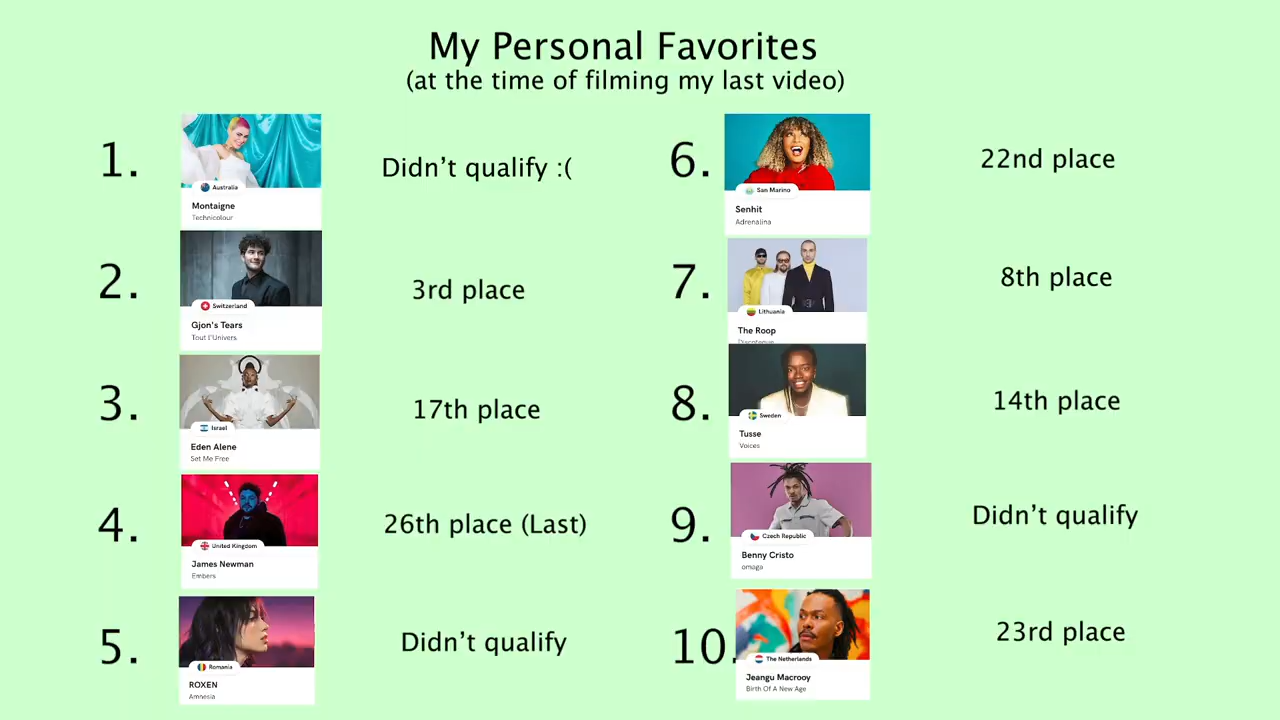 My Personal Favorites
(at the time of filming my last video)
1.
Australia
Montaigne
Technicolour
Didn't qualify :(
2.
Switzerland
Gjon's Tears
Tout l'Univers
3rd place
3.
Israel
Eden Alene
Set Me Free
17th place
4.
United Kingdom
James Newman
Embers
26th place (Last)
5.
Romania
ROXEN
Amnesia
Didn't qualify
6.
San Marino
Senhit
Adrenalina
22nd place
7.
Lithuania
The Roop
8th place
8.
Sweden
Tusse
Voices
14th place
9.
Czech Republic
Benny Cristo
omaga
Didn't qualify
10.
The Netherlands
Jeangu Macrooy
Birth Of A New Age
23rd place